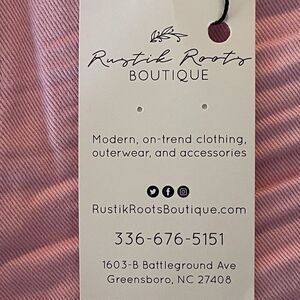 Rustik Roots
BOUTIQUE
Modern, on-trend clothing,
outerwear, and accessories
RustikRootsBoutique.com
336-676-5151
1603-B Battleground Ave
Greensboro, NC 27408